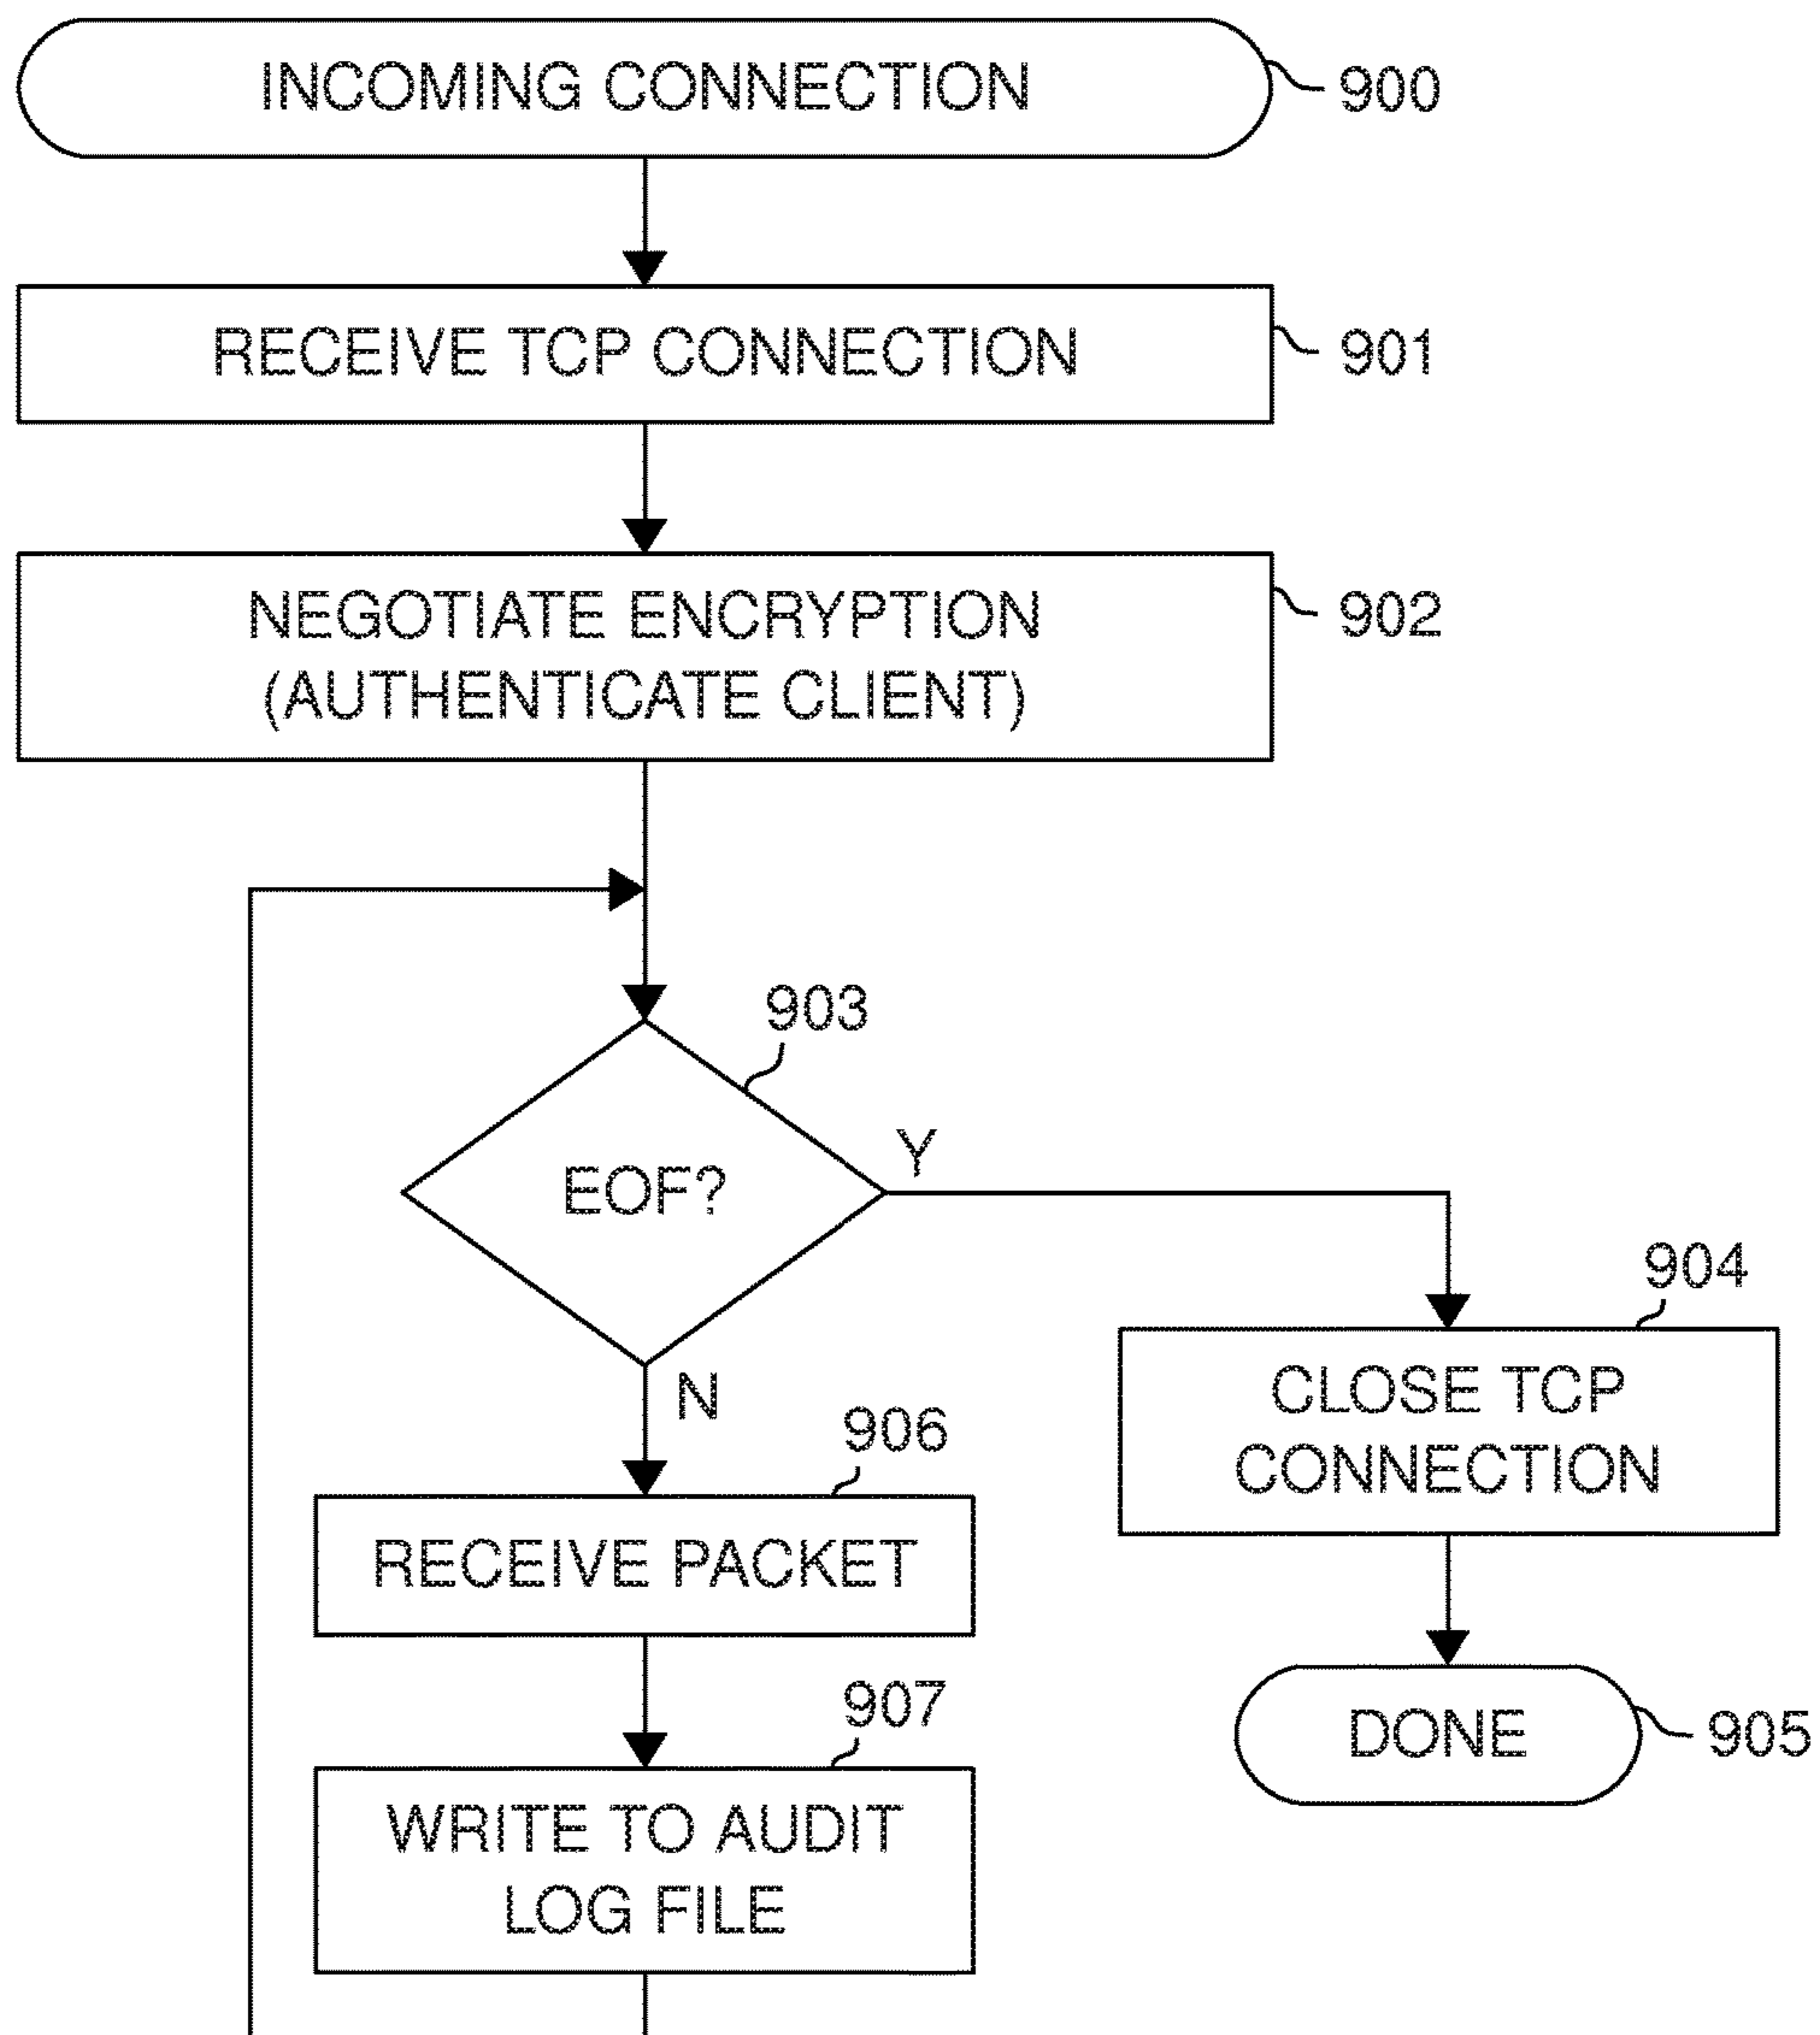 INCOMING CONNECTION
900
RECEIVE TCP CONNECTION
901
NEGOTIATE ENCRYPTION
(AUTHENTICATE CLIENT)
902
903
EOF?
Y
N
904
CLOSE TCP
CONNECTION
906
RECEIVE PACKET
907
WRITE TO AUDIT
LOG FILE
DONE
905